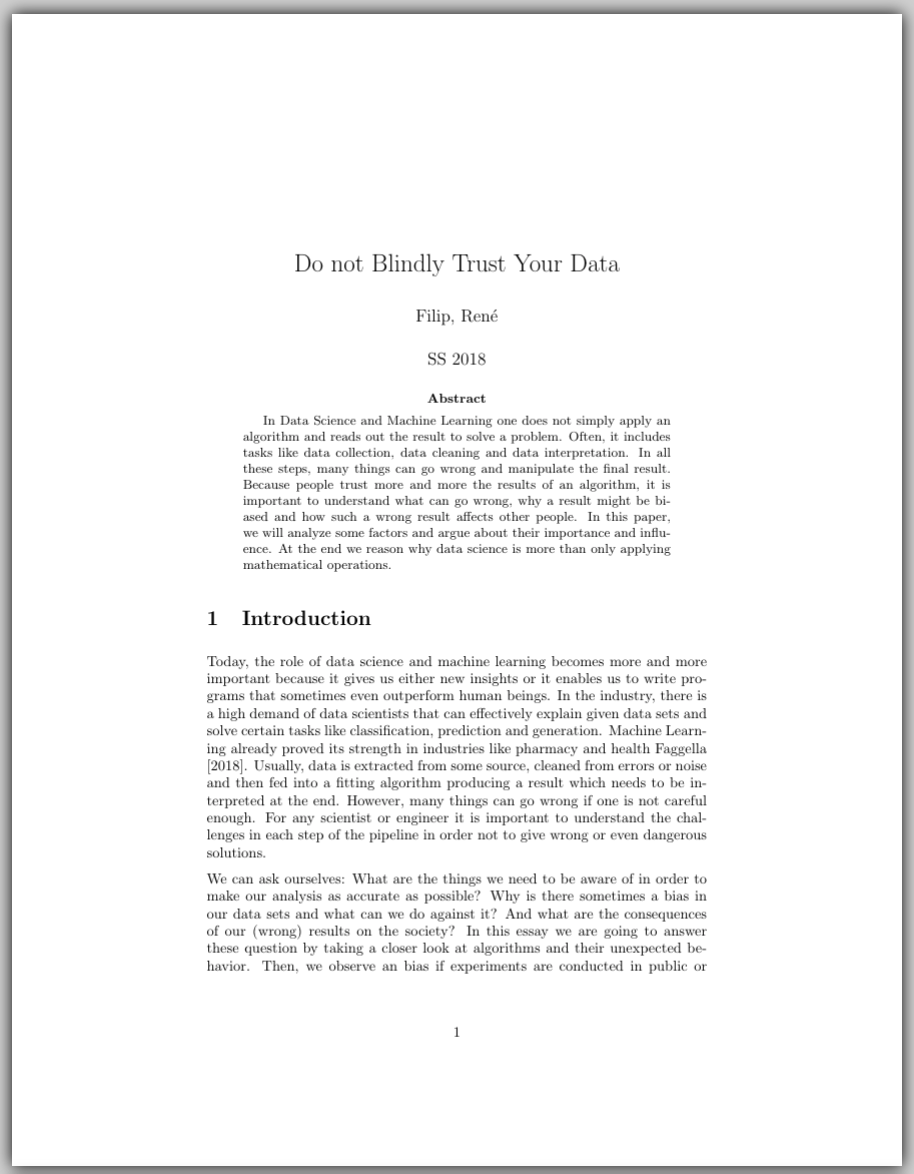 Do not Blindly Trust Your Data
Filip, René
SS 2018
Abstract
In Data Science and Machine Learning one does not simply apply an
algorithm and reads out the result to solve a problem. Often, it includes
tasks like data collection, data cleaning and data interpretation. In all
these steps, many things can go wrong and manipulate the final result.
Because people trust more and more the results of an algorithm, it is
important to understand what can go wrong, why a result might be bi-
ased and how such a wrong result affects other people. In this paper,
we will analyze some factors and argue about their importance and influ-
ence. At the end we reason why data science is more than only applying
mathematical operations.
1 Introduction
Today, the role of data science and machine learning becomes more and more
important because it gives us either new insights or it enables us to write pro-
grams that sometimes even outperform human beings. In the industry, there is
a high demand of data scientists that can effectively explain given data sets and
solve certain tasks like classification, prediction and generation. Machine Learn-
ing already proved its strength in industries like pharmacy and health Faggella
[2018]. Usually, data is extracted from some source, cleaned from errors or noise
and then fed into a fitting algorithm producing a result which needs to be in-
terpreted at the end. However, many things can go wrong if one is not careful
enough. For any scientist or engineer it is important to understand the chal-
lenges in each step of the pipeline in order not to give wrong or even dangerous
solutions.
We can ask ourselves: What are the things we need to be aware of in order to
make our analysis as accurate as possible? Why is there sometimes a bias in
our data sets and what can we do against it? And what are the consequences
of our (wrong) results on the society? In this essay we are going to answer
these question by taking a closer look at algorithms and their unexpected be-
havior. Then, we observe an bias if experiments are conducted in public or
1